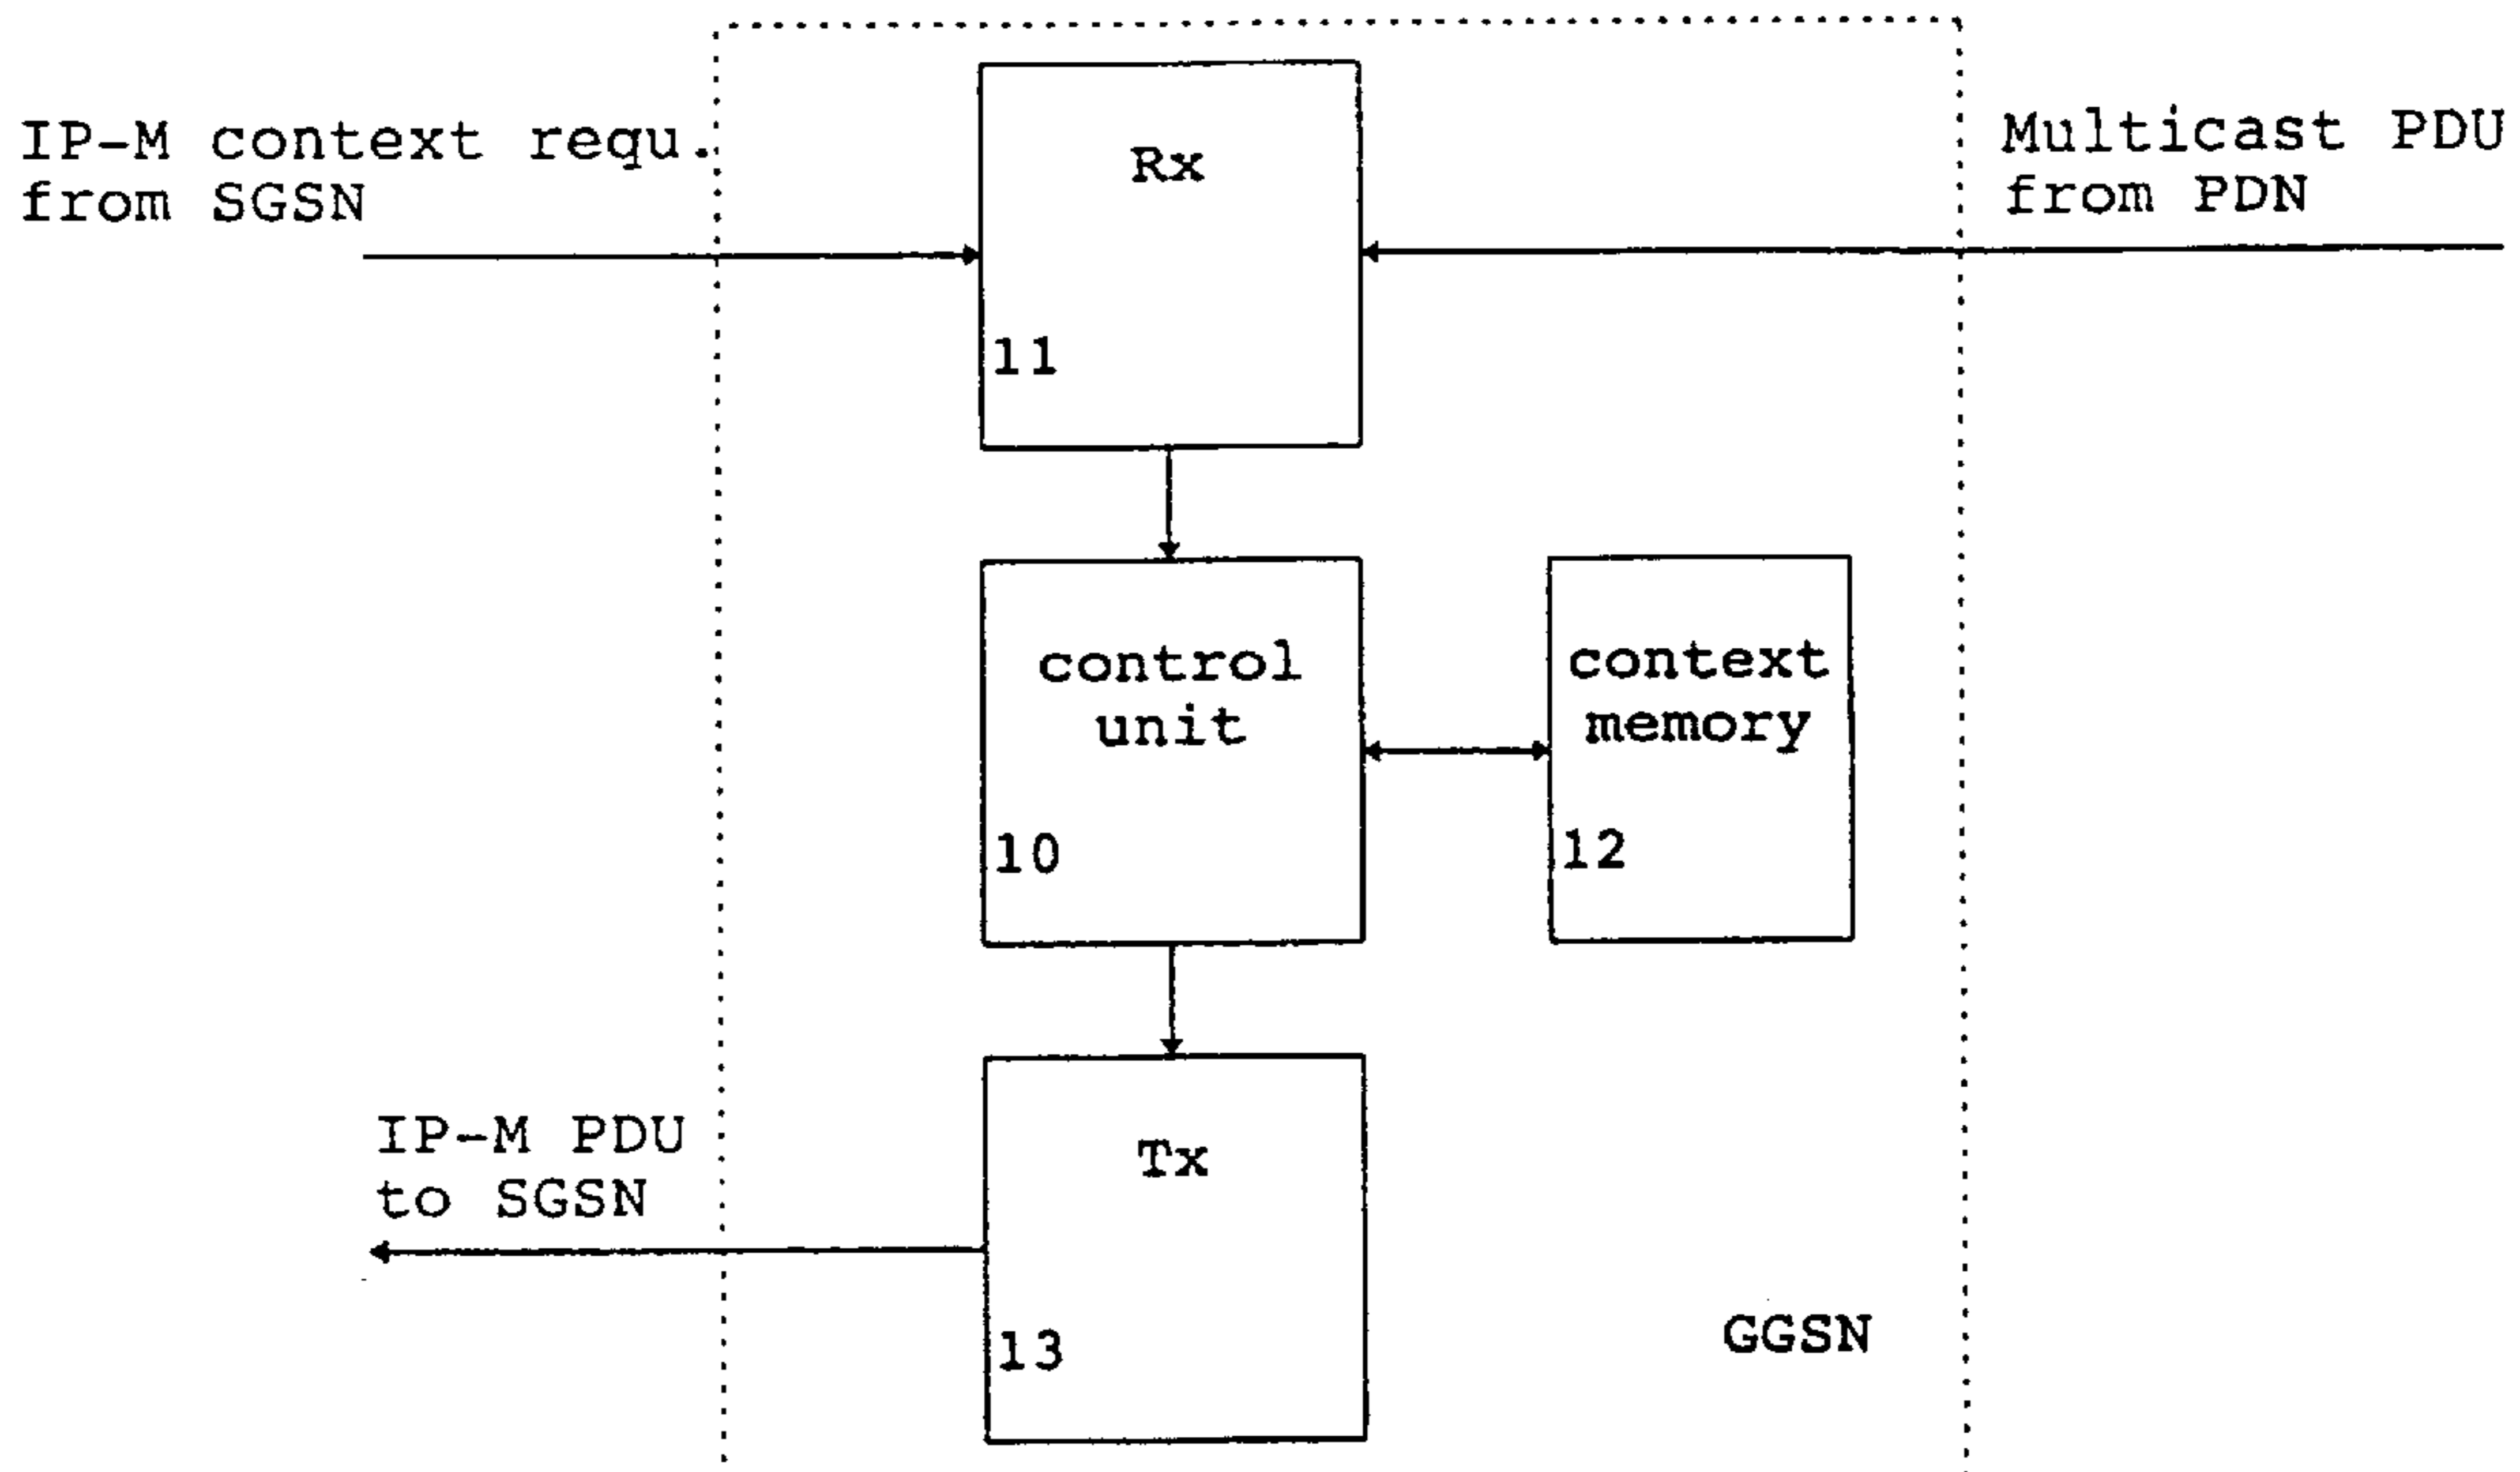 IP-M context requ.
from SGSN
Rx
11
Multicast PDU
from PDN
control
unit
10
context
memory
12
IP-M PDU
to SGSN
Tx
13
GGSN